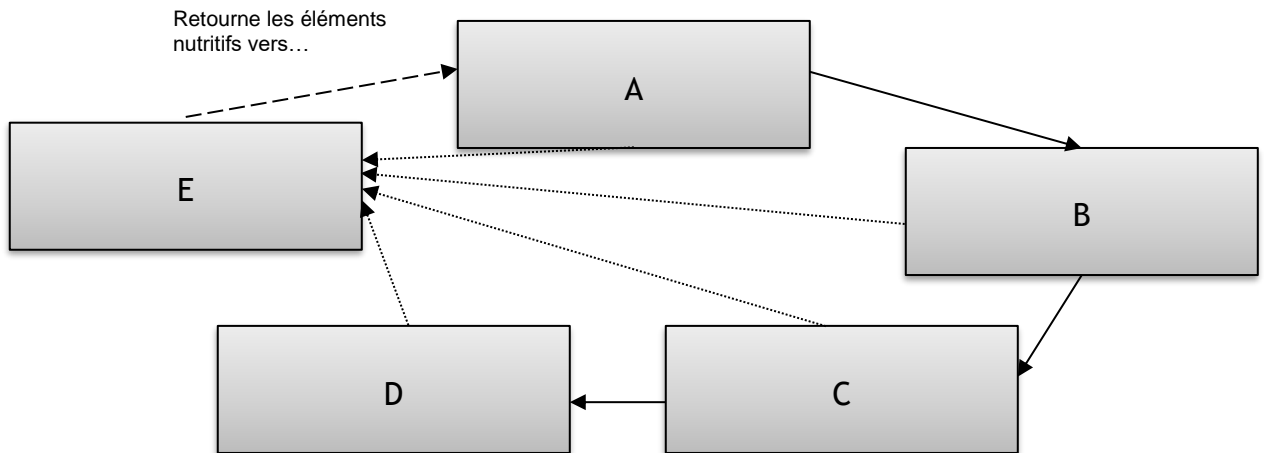 Retourne les éléments
nutritifs vers…
A
E
B
D
C